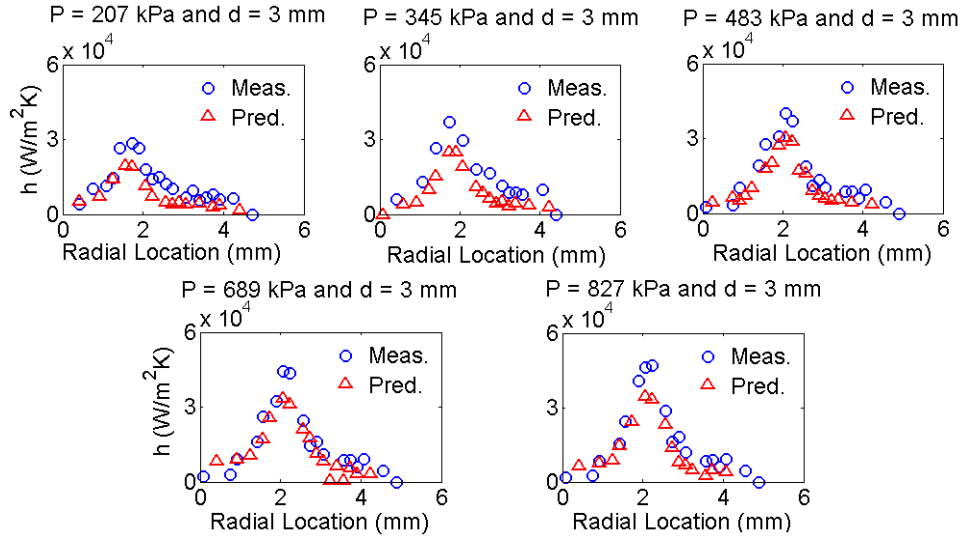 P = 207 kPa and d = 3 mm
x 10^4
6
3
0
h (W/m^2K)
Meas.
Pred.
0 2 4 6
Radial Location (mm)
P = 345 kPa and d = 3 mm
x 10^4
6
3
0
Meas.
Pred.
0 2 4 6
Radial Location (mm)
P = 483 kPa and d = 3 mm
x 10^4
6
3
0
Meas.
Pred.
0 2 4 6
Radial Location (mm)
P = 689 kPa and d = 3 mm
x 10^4
6
3
0
h (W/m^2K)
Meas.
Pred.
0 2 4 6
Radial Location (mm)
P = 827 kPa and d = 3 mm
x 10^4
6
3
0
h (W/m^2K)
Meas.
Pred.
0 2 4 6
Radial Location (mm)